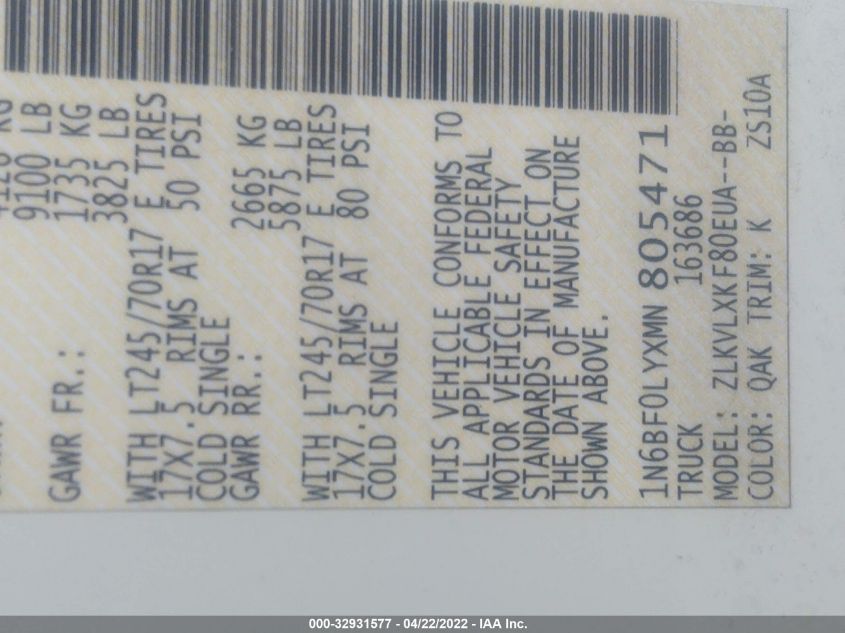 9100 LB
GAWR FR.: 1735 KG
3825 LB
WITH LT245/70R17 E TIRES
17X7.5 RIMS AT 50 PSI
COLD SINGLE
GAWR RR.: 2665 KG
5875 LB
WITH LT245/70R17 E TIRES
17X7.5 RIMS AT 80 PSI
COLD SINGLE
THIS VEHICLE CONFORMS TO
ALL APPLICABLE FEDERAL
MOTOR VEHICLE SAFETY
STANDARDS IN EFFECT ON
THE DATE OF MANUFACTURE
SHOWN ABOVE.
1N6BF0LYXMN 805471
TRUCK 163686
MODEL: ZLKVLXKF80EUA--BB-
COLOR: QAK TRIM: K ZS10A
000-32931577 - 04/22/2022 - IAA Inc.